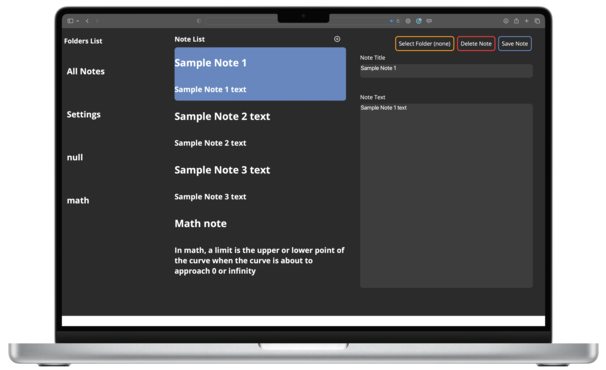 Folders List
All Notes
Settings
null
math
Note List
Sample Note 1
Sample Note 1 text
Sample Note 2 text
Sample Note 2 text
Sample Note 3 text
Sample Note 3 text
Math note
In math, a limit is the upper or lower point of
the curve when the curve is about to
approach 0 or infinity
Select Folder (none)
Delete Note
Save Note
Note Title
Sample Note 1
Note Text
Sample Note 1 text